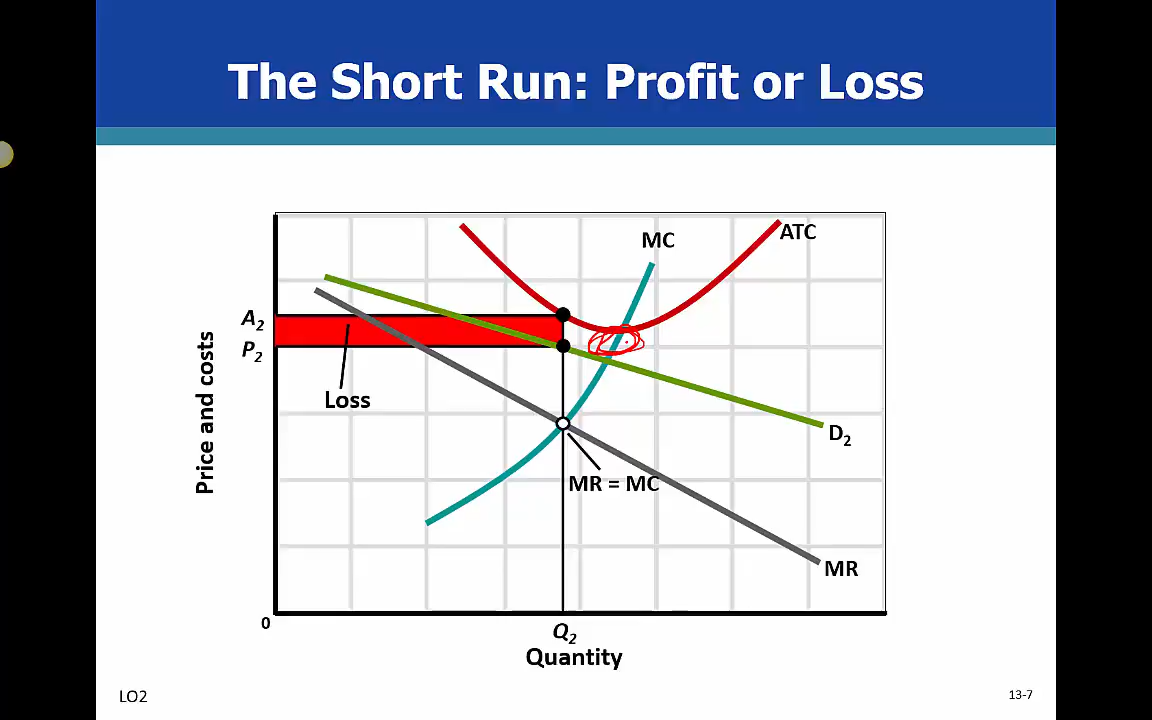 The Short Run: Profit or Loss
MC
ATC
A2
P2
Loss
Price and costs
D2
MR = MC
MR
0
Q2
Quantity
LO2
13-7